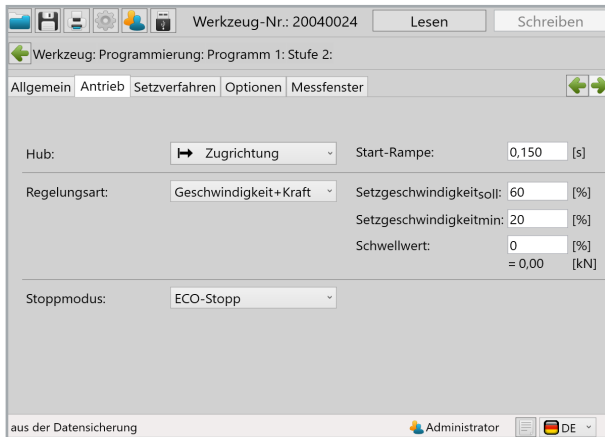 Werkzeug-Nr.: 20040024 Lesen Schreiben
Werkzeug: Programmierung: Programm 1: Stufe 2:
Allgemein Antrieb Setzverfahren Optionen Messfenster
Hub: Zugrichtung Start-Rampe: 0,150 [s]
Regelungsart: Geschwindigkeit+Kraft Setzgeschwindigkeitsoll: 60 [%]
Setzgeschwindigkeitmin: 20 [%]
Schwellwert: 0 [%]
= 0,00 [kN]
Stoppmodus: ECO-Stopp
aus der Datensicherung Administrator DE